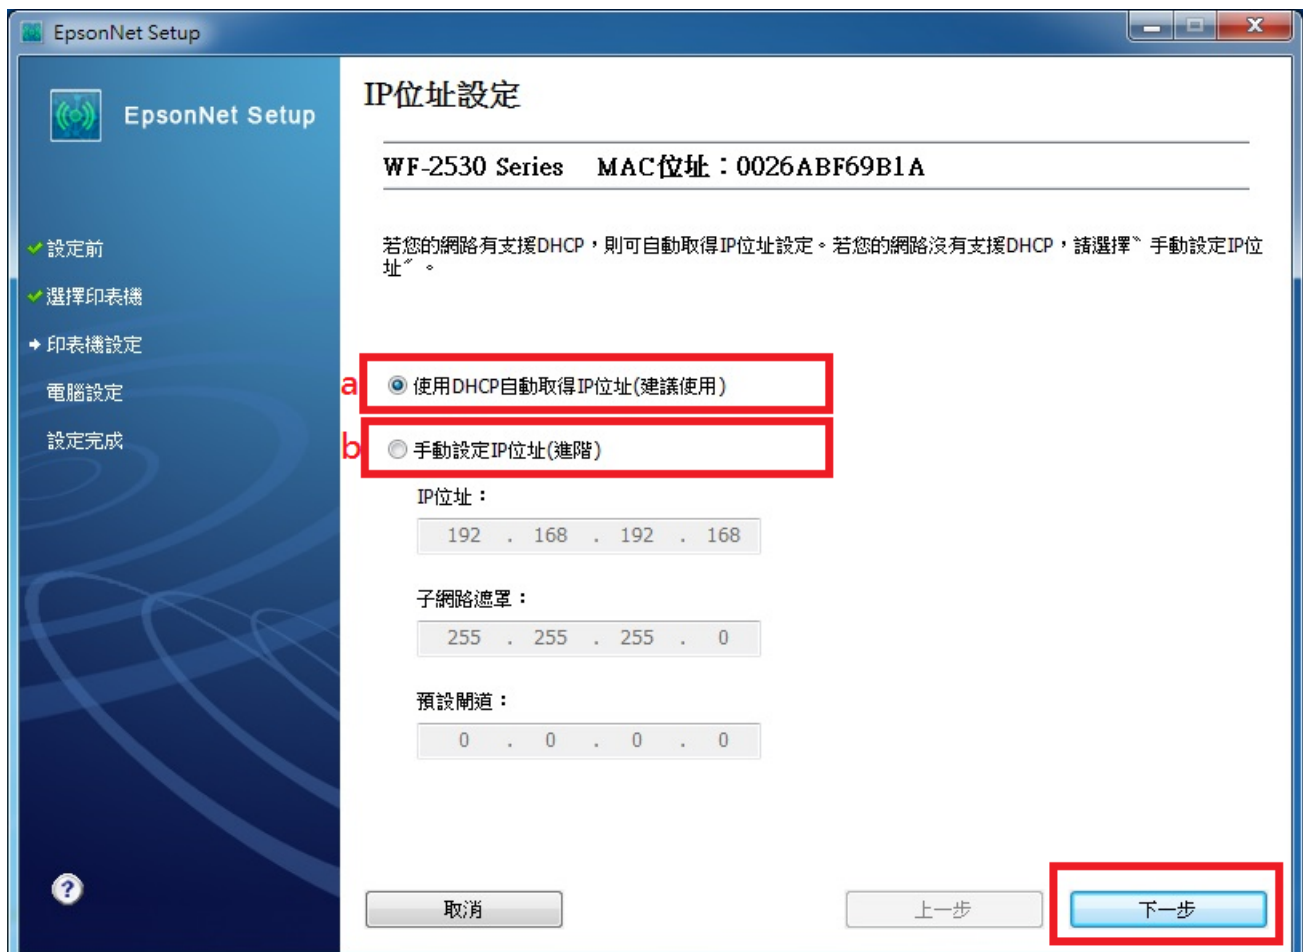 EpsonNet Setup
EpsonNet Setup
設定前
選擇印表機
印表機設定
電腦設定
設定完成
IP位址設定
WF-2530 Series MAC位址：0026ABF69B1A
若您的網路有支援DHCP，則可自動取得IP位址設定。若您的網路沒有支援DHCP，請選擇〝手動設定IP位
址〞。
a 使用DHCP自動取得IP位址(建議使用)
b 手動設定IP位址(進階)
IP位址：
192 . 168 . 192 . 168
子網路遮罩：
255 . 255 . 255 . 0
預設閘道：
0 . 0 . 0 . 0
?
取消 上一步 下一步